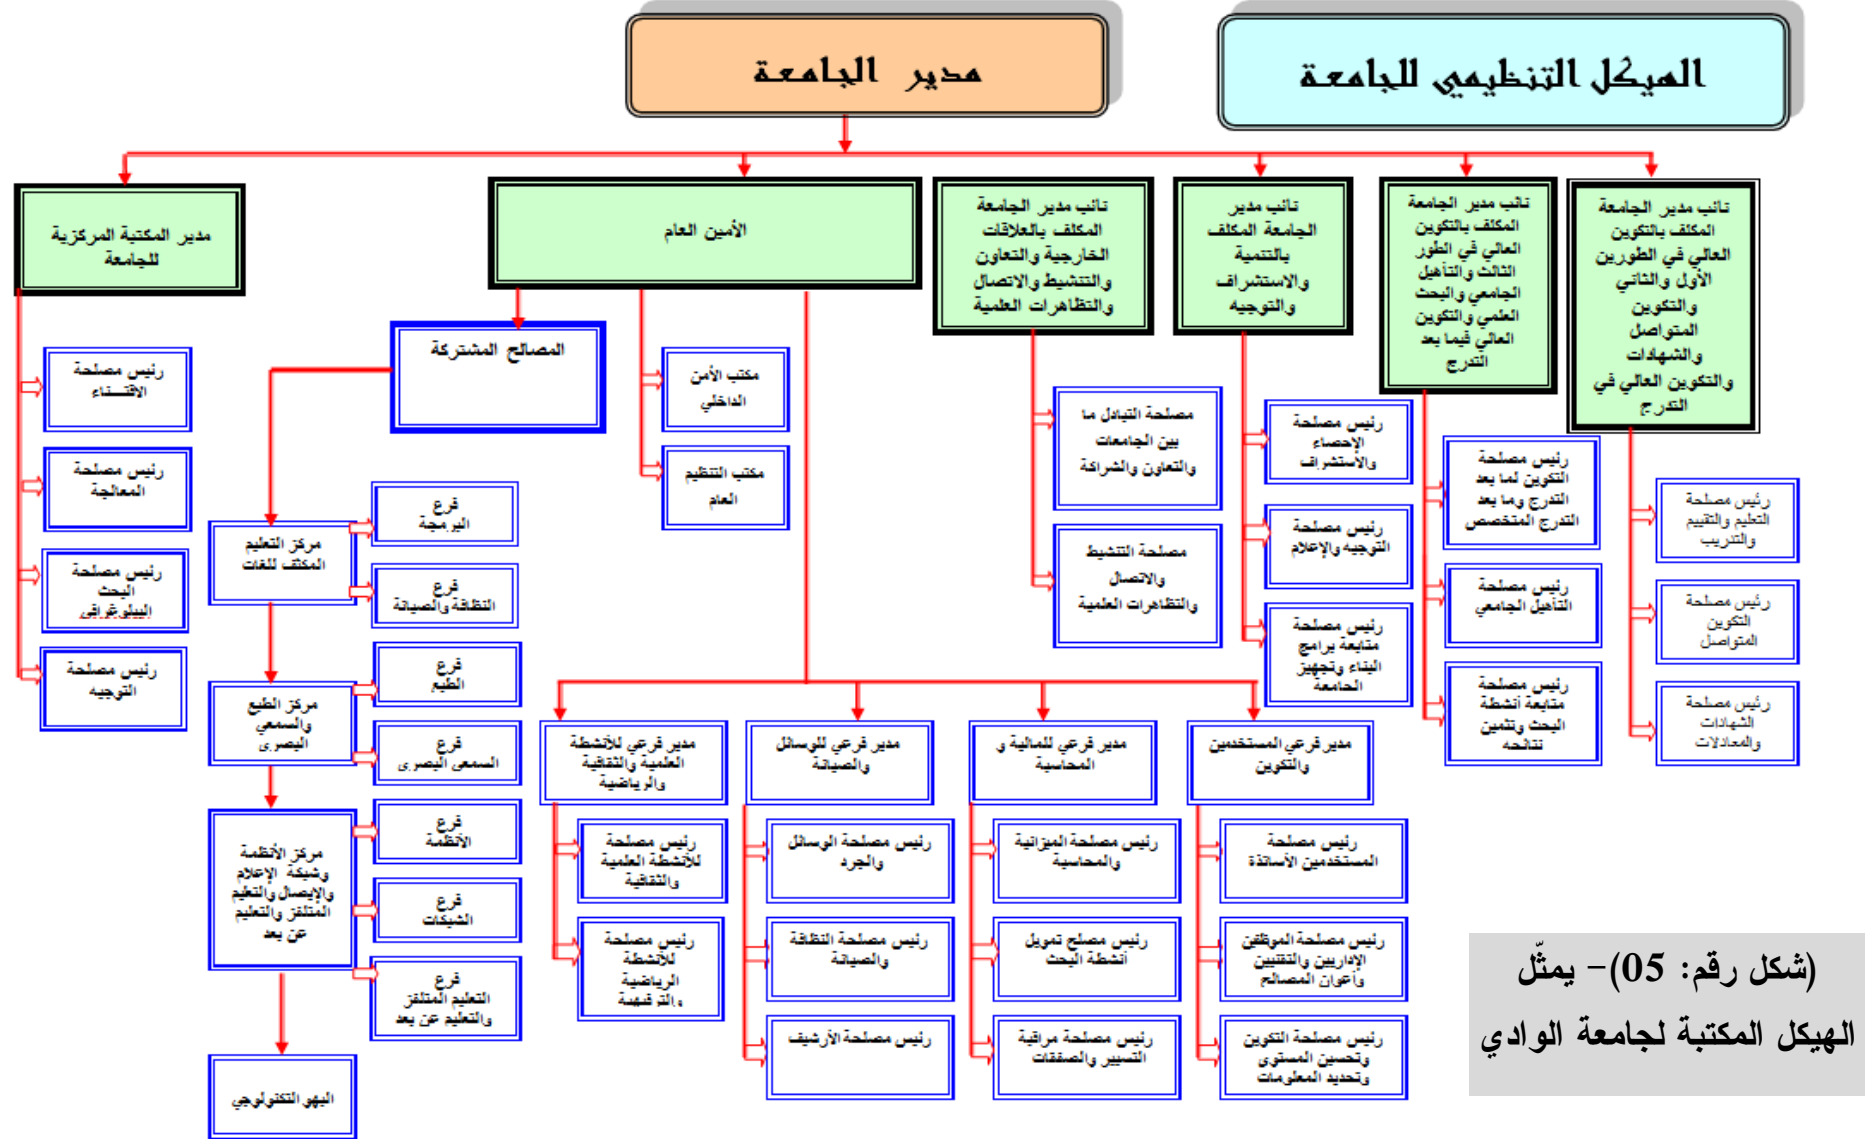 الهيكل التنظيمي للجامعة
مدير الجامعة
نائب مدير الجامعة
المكلف بالتكوين
العالي في الطورين
الأول والثاني
والتكوين
المتواصل
والشهادات
والتكوين العالي في
التدرج
نائب مدير الجامعة
المكلف بالتكوين
العالي في الطور
الثالث والتأهيل
الجامعي والبحث
العلمي والتكوين
العالي فيما بعد
التدرج
نائب مدير
الجامعة المكلف
بالتنمية
والاستشراف
والتوجيه
نائب مدير الجامعة
المكلف بالعلاقات
الخارجية والتعاون
والتنشيط والاتصال
والتظاهرات العلمية
الأمين العام
مدير المكتبة المركزية
للجامعة
رئيس مصلحة
التعليم والتقييم
والتدريب
رئيس مصلحة
التكوين
المتواصل
رئيس مصلحة
الشهادات
والمعادلات
رئيس مصلحة
التكوين لما بعد
التدرج وما بعد
التدرج المتخصص
رئيس مصلحة
التأهيل الجامعي
رئيس مصلحة
متابعة أنشطة
البحث وتثمين
نتائجه
رئيس مصلحة
الإحصاء
والأستشراف
رئيس مصلحة
التوجيه والإعلام
رئيس مصلحة
متابعة برامج
البناء وتجهيز
الجامعة
مصلحة التبادل ما
بين الجامعات
والتعاون والشراكة
مصلحة التنشيط
والاتصال
والتظاهرات العلمية
مكتب الأمن
الداخلي
مكتب التنظيم
العام
المصالح المشتركة
مركز التعليم
المكثف للغات
فرع
البرمجة
فرع
النظافة والصيانة
مركز الطبع
والسمعي
البصري
فرع
الطبع
فرع
السمعي البصري
مركز الأنظمة
وشبكة الإعلام
والإيصال والتعليم
المتلفز والتعليم
عن بعد
فرع
الأنظمة
فرع
الشبكات
فرع
التعليم المتلفز
والتعليم عن بعد
البهو التكنولوجي
رئيس مصلحة
الاقتسناء
رئيس مصلحة
المعالجة
رئيس مصلحة
البحث
البيلوغرافي
رئيس مصلحة
التوجيه
مدير فرعي المستخدمين
والتكوين
رئيس مصلحة
المستخدمين الأساتذة
رئيس مصلحة الموظفين
الإداريين والتقنيين
وأعوان المصالح
رئيس مصلحة التكوين
وتحسين المستوى
وتحديد المعلومات
مدير فرعي للمالية و
المحاسبة
رئيس مصلحة الميزانية
والمحاسبة
رئيس مصلح تمويل
أنشطة البحث
رئيس مصلحة مراقبة
التسيير والصفقات
مدير فرعي للوسائل
والصيانة
رئيس مصلحة الوسائل
والجرد
رئيس مصلحة النظافة
والصيانة
رئيس مصلحة الأرشيف
مدير فرعي للأنشطة
العلمية والثقافية
والرياضية
رئيس مصلحة
للأنشطة العلمية
والثقافية
رئيس مصلحة
للأنشطة
الرياضية
والترفيهية
(شكل رقم: 05)- يمثّل
الهيكل المكتبة لجامعة الوادي